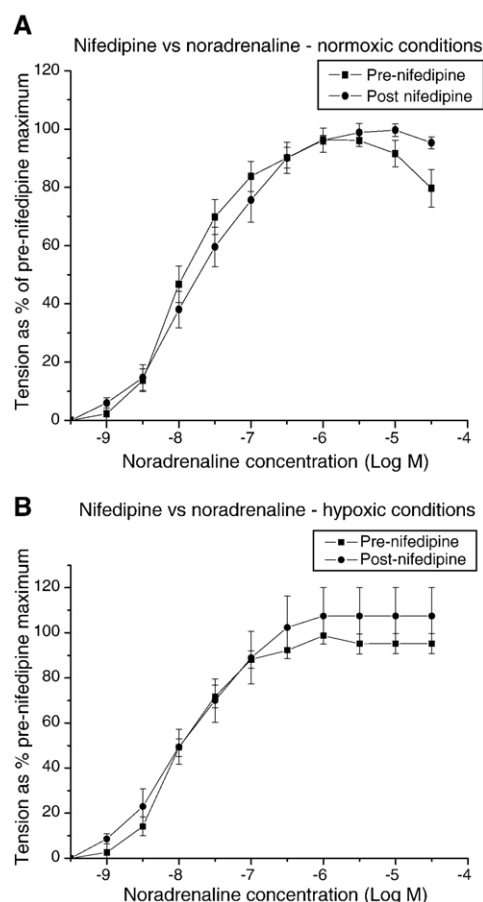 A
Nifedipine vs noradrenaline - normoxic conditions
Pre-nifedipine
Post nifedipine
Tension as % of pre-nifedipine maximum
120
100
80
60
40
20
0
-9 -8 -7 -6 -5 -4
Noradrenaline concentration (Log M)
B
Nifedipine vs noradrenaline - hypoxic conditions
Pre-nifedipine
Post-nifedipine
Tension as % pre-nifedipine maximum
120
100
80
60
40
20
0
-9 -8 -7 -6 -5 -4
Noradrenaline concentration (Log M)